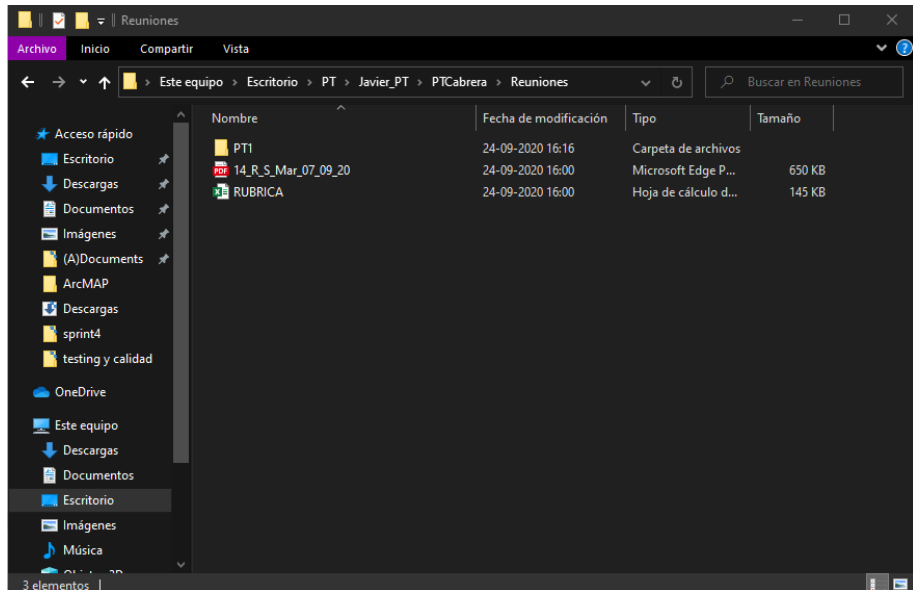 Reuniones
Archivo Inicio Compartir Vista
Este equipo > Escritorio > PT > Javier_PT > PTCabrera > Reuniones
Buscar en Reuniones
Nombre Fecha de modificación Tipo Tamaño
PT1 24-09-2020 16:16 Carpeta de archivos
14_R_S_Mar_07_09_20 24-09-2020 16:00 Microsoft Edge P... 650 KB
RUBRICA 24-09-2020 16:00 Hoja de cálculo d... 145 KB
Acceso rápido
Escritorio
Descargas
Documentos
Imágenes
(A)Documents
ArcMAP
Descargas
sprint4
testing y calidad
OneDrive
Este equipo
Descargas
Documentos
Escritorio
Imágenes
Música
3 elementos